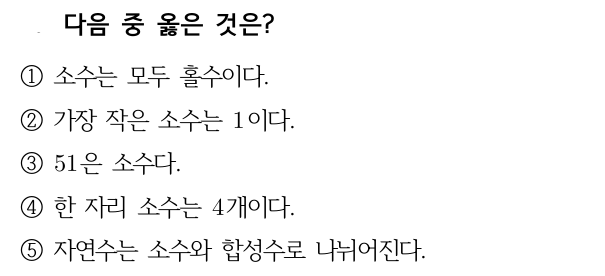 다음 중 옳은 것은?
① 소수는 모두 홀수이다.
② 가장 작은 소수는 1이다.
③ 51은 소수다.
④ 한 자리 소수는 4개이다.
⑤ 자연수는 소수와 합성수로 나뉘어진다.